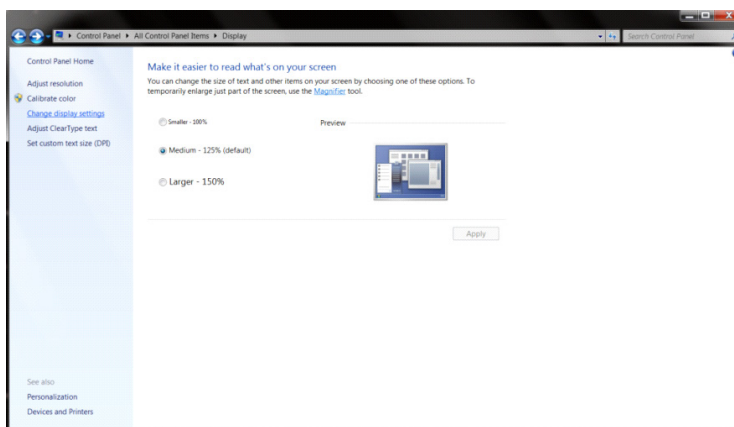 Control Panel ▸ All Control Panel Items ▸ Display
Search Control Panel
Control Panel Home
Adjust resolution
Calibrate color
Change display settings
Adjust ClearType text
Set custom text size (DPI)
Make it easier to read what's on your screen
You can change the size of text and other items on your screen by choosing one of these options. To
temporarily enlarge just part of the screen, use the Magnifier tool.
Smaller - 100%
Preview
Medium - 125% (default)
Larger - 150%
Apply
See also
Personalization
Devices and Printers